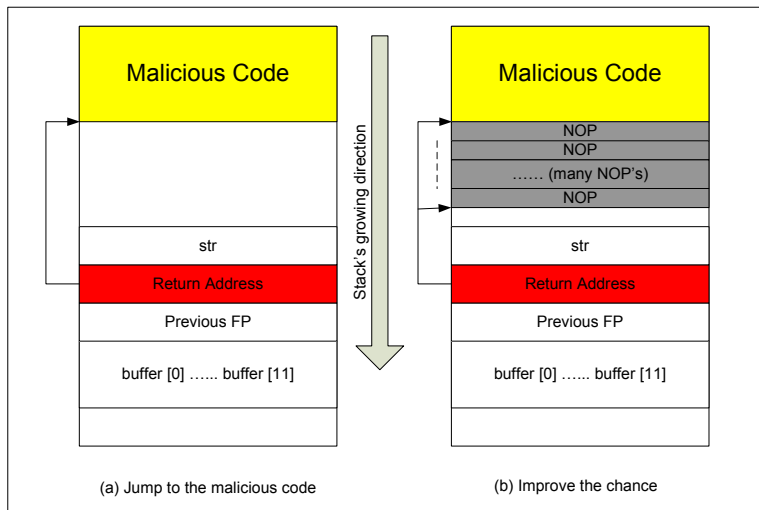 Malicious Code
str
Return Address
Previous FP
buffer [0] …... buffer [11]
(a) Jump to the malicious code
Stack's growing direction
Malicious Code
NOP
NOP
…… (many NOP's)
NOP
str
Return Address
Previous FP
buffer [0] …... buffer [11]
(b) Improve the chance